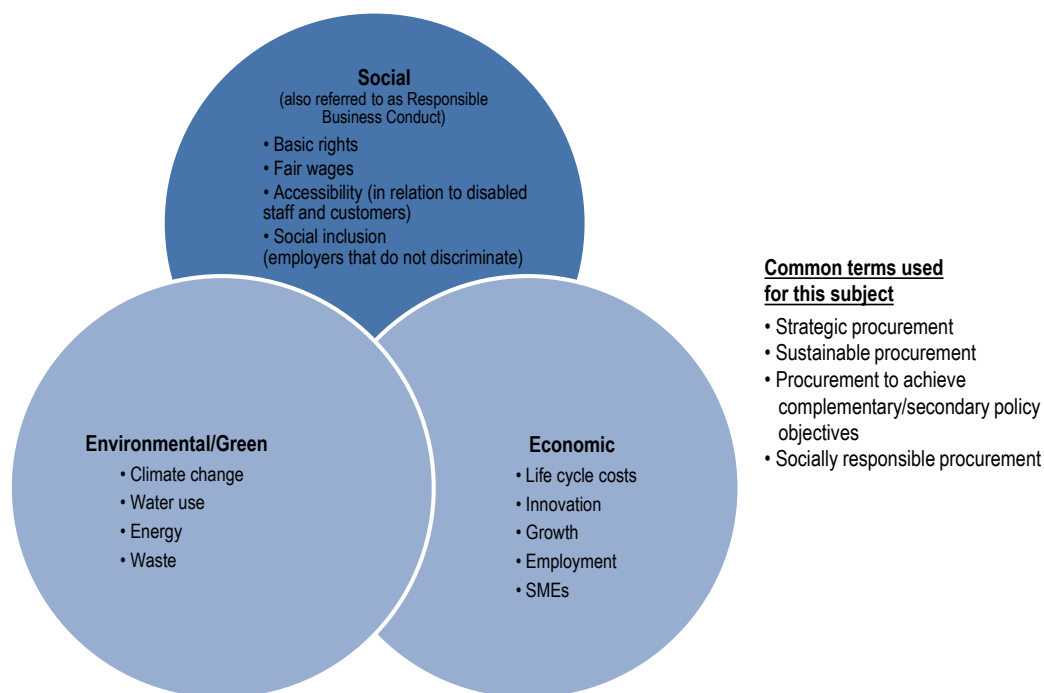 Social
(also referred to as Responsible
Business Conduct)
• Basic rights
• Fair wages
• Accessibility (in relation to disabled
staff and customers)
• Social inclusion
(employers that do not discriminate)
Environmental/Green
• Climate change
• Water use
• Energy
• Waste
Economic
• Life cycle costs
• Innovation
• Growth
• Employment
• SMEs
Common terms used
for this subject
• Strategic procurement
• Sustainable procurement
• Procurement to achieve
complementary/secondary policy
objectives
• Socially responsible procurement